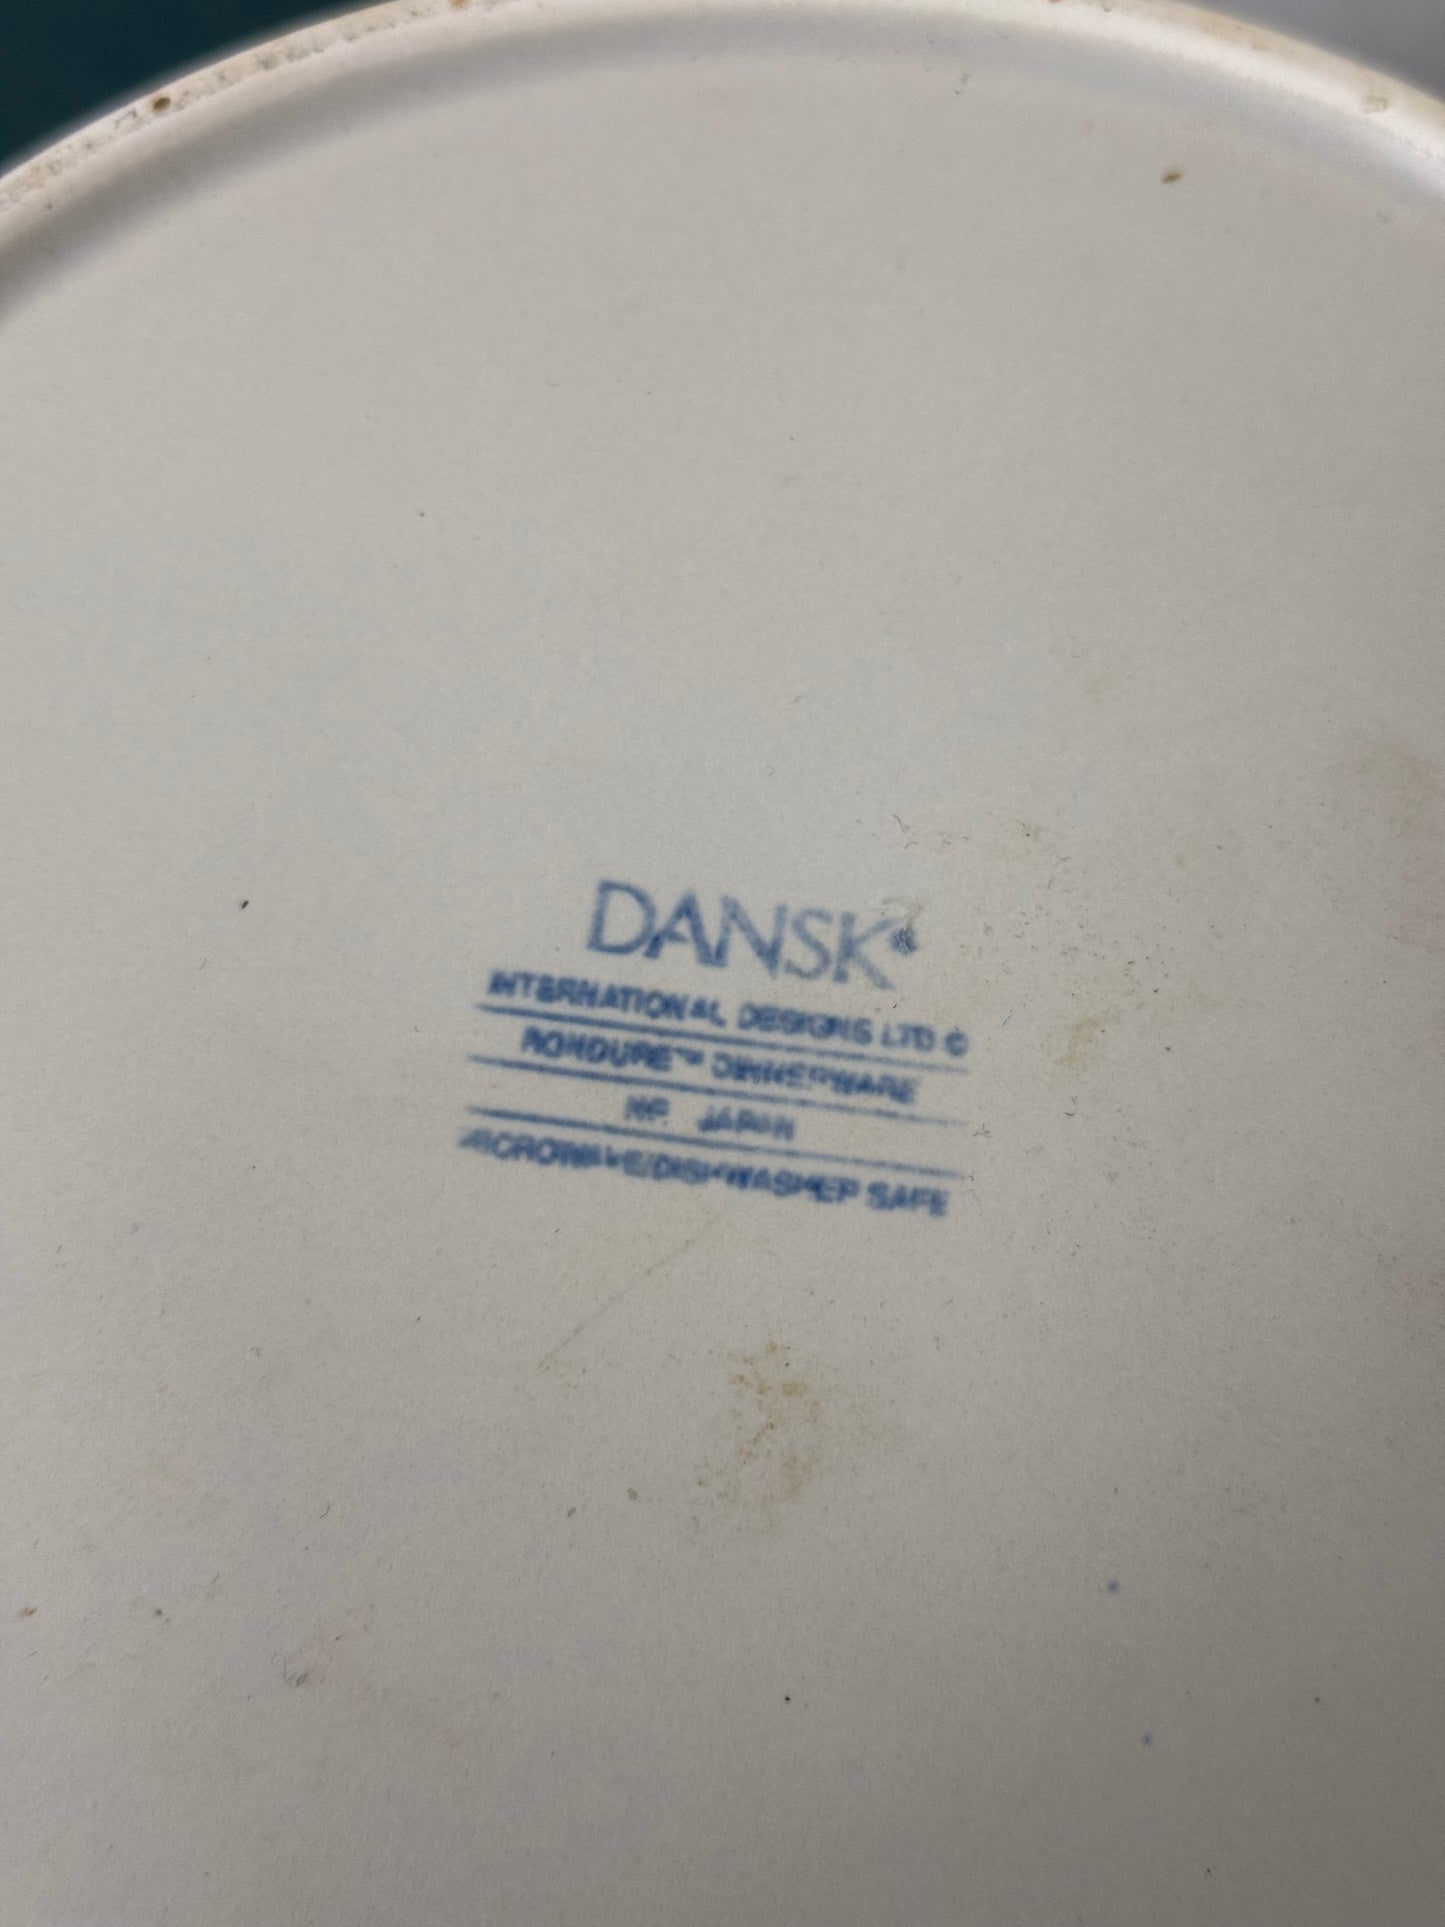 DANSK®
INTERNATIONAL DESIGNS LTD ©
RONDURE™ DINNERWARE
JAPAN
MICROWAVE/DISHWASHER SAFE